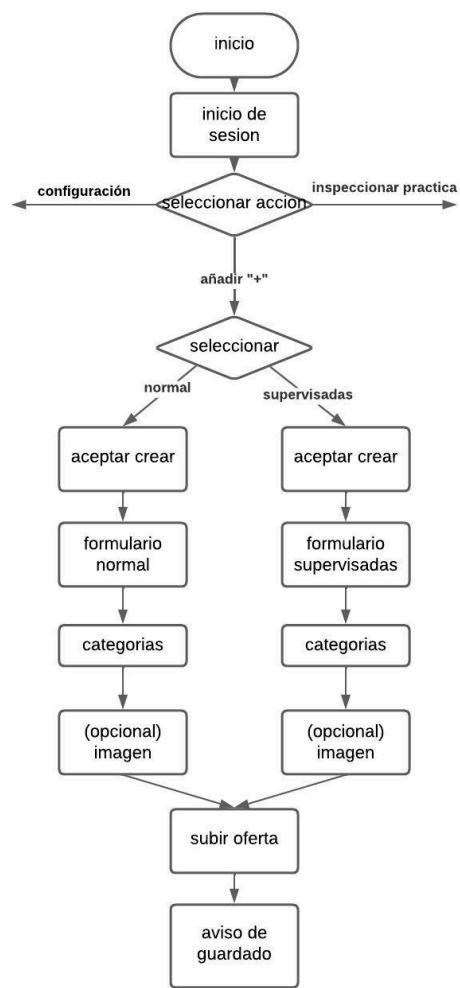 inicio
inicio de
sesion
configuración
seleccionar accion
inspeccionar practica
añadir "+"
seleccionar
normal
supervisadas
aceptar crear
aceptar crear
formulario
normal
formulario
supervisadas
categorias
categorias
(opcional)
imagen
(opcional)
imagen
subir oferta
aviso de
guardado